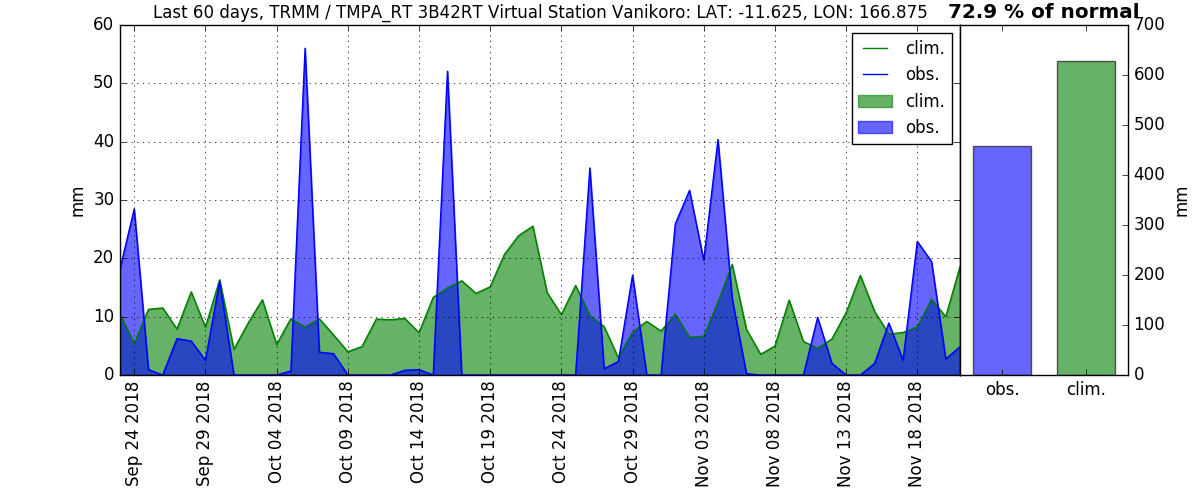 Last 60 days, TRMM / TMPA_RT 3B42RT Virtual Station Vanikoro: LAT: -11.625, LON: 166.875
72.9 % of normal
60
50
40
30
20
10
0
mm
clim.
obs.
clim.
obs.
Sep 24 2018
Sep 29 2018
Oct 04 2018
Oct 09 2018
Oct 14 2018
Oct 19 2018
Oct 24 2018
Oct 29 2018
Nov 03 2018
Nov 08 2018
Nov 13 2018
Nov 18 2018
700
600
500
400
300
200
100
0
mm
obs.
clim.